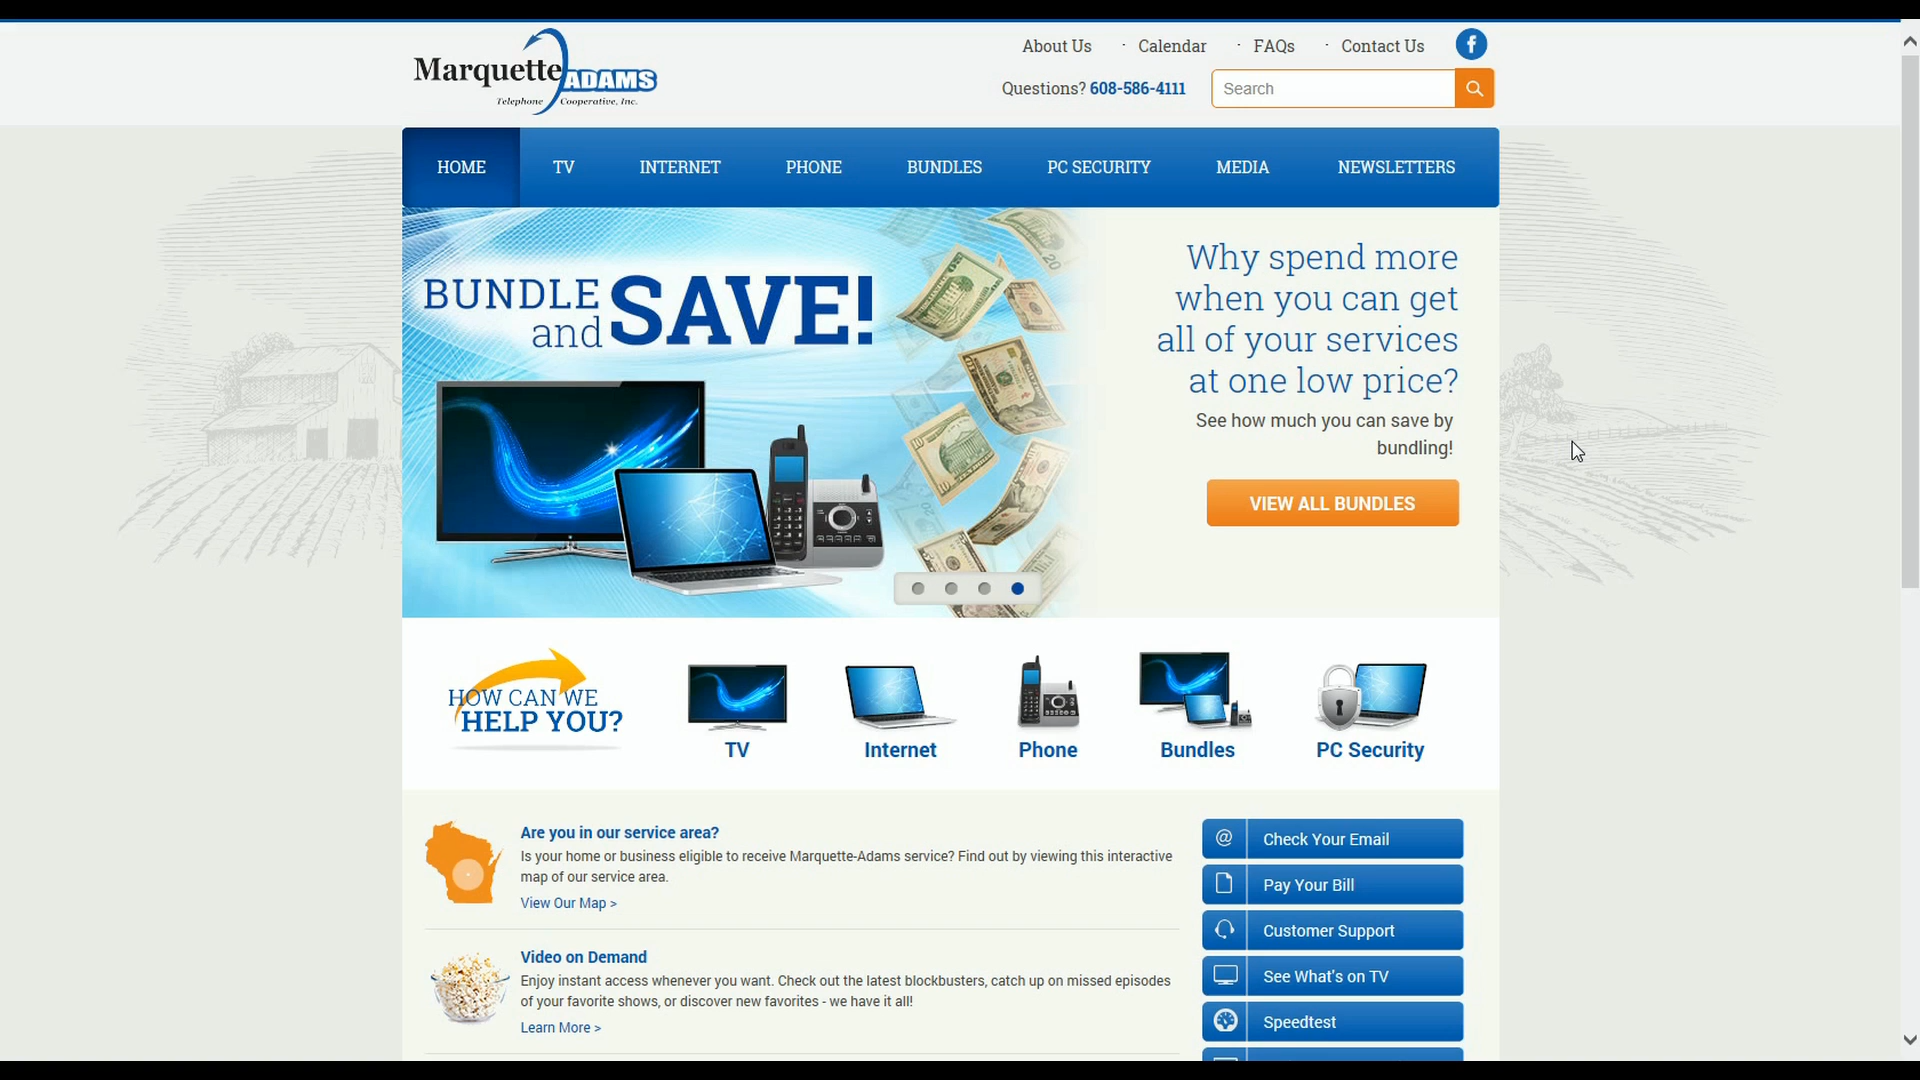 Marquette ADAMS
Telephone Cooperative, Inc.
About Us · Calendar · FAQs · Contact Us
Questions? 608-586-4111
Search
HOME TV INTERNET PHONE BUNDLES PC SECURITY MEDIA NEWSLETTERS
BUNDLE and SAVE!
Why spend more
when you can get
all of your services
at one low price?
See how much you can save by
bundling!
VIEW ALL BUNDLES
HOW CAN WE
HELP YOU?
TV Internet Phone Bundles PC Security
Are you in our service area?
Is your home or business eligible to receive Marquette-Adams service? Find out by viewing this interactive
map of our service area.
View Our Map >
Video on Demand
Enjoy instant access whenever you want. Check out the latest blockbusters, catch up on missed episodes
of your favorite shows, or discover new favorites - we have it all!
Learn More >
@ Check Your Email
Pay Your Bill
Customer Support
See What's on TV
Speedtest